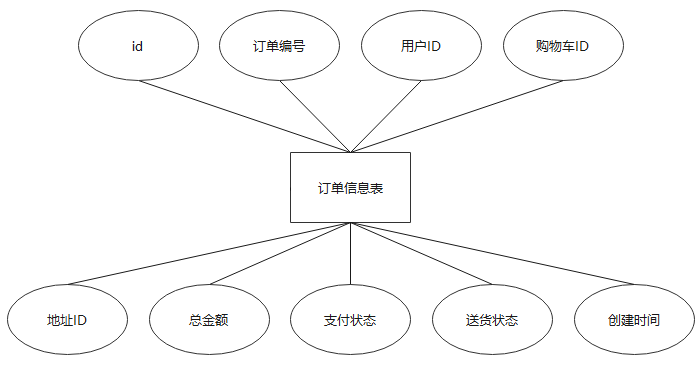 id
订单编号
用户ID
购物车ID
订单信息表
地址ID
总金额
支付状态
送货状态
创建时间